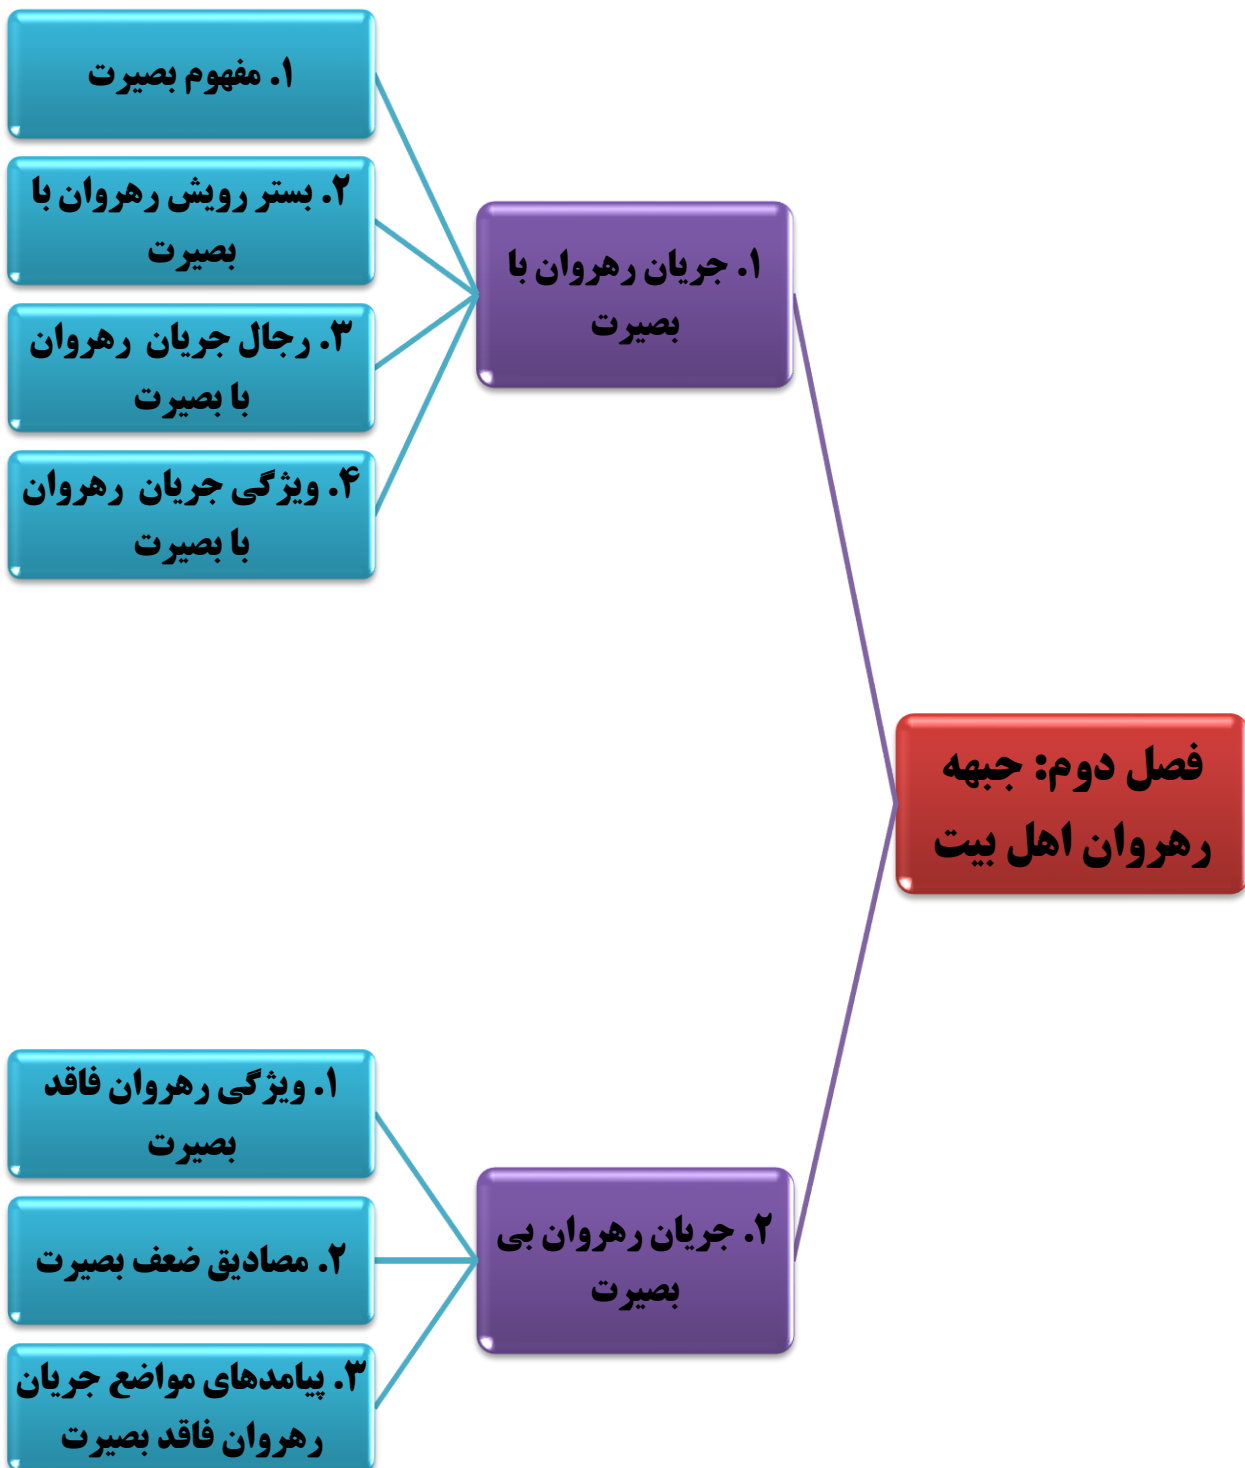 فصل دوم: جبهه
رهروان اهل بیت
۱. جریان رهروان با
بصیرت
۱. مفهوم بصیرت
۲. بستر رویش رهروان با
بصیرت
۳. رجال جریان رهروان
با بصیرت
۴. ویژگی جریان رهروان
با بصیرت
۲. جریان رهروان بی
بصیرت
۱. ویژگی رهروان فاقد
بصیرت
۲. مصادیق ضعف بصیرت
۳. پیامدهای مواضع جریان
رهروان فاقد بصیرت